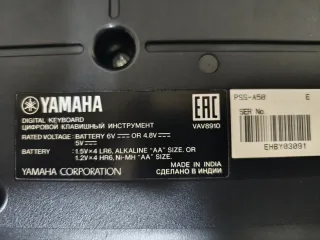 YAMAHA
DIGITAL KEYBOARD
ЦИФРОВОЙ КЛАВИШНЫЙ ИНСТРУМЕНТ
RATED VOLTAGE : BATTERY 6V ⎓ OR 4.8V ⎓
5V ⎓
BATTERY : 1.5V×4 LR6, ALKALINE "AA" SIZE. OR
1.2V×4 HR6, Ni-MH "AA" SIZE.
MADE IN INDIA
YAMAHA CORPORATION СДЕЛАНО В ИНДИИ
EAC
VAV8910
PSS-A50 E
SER No
EHBY03091